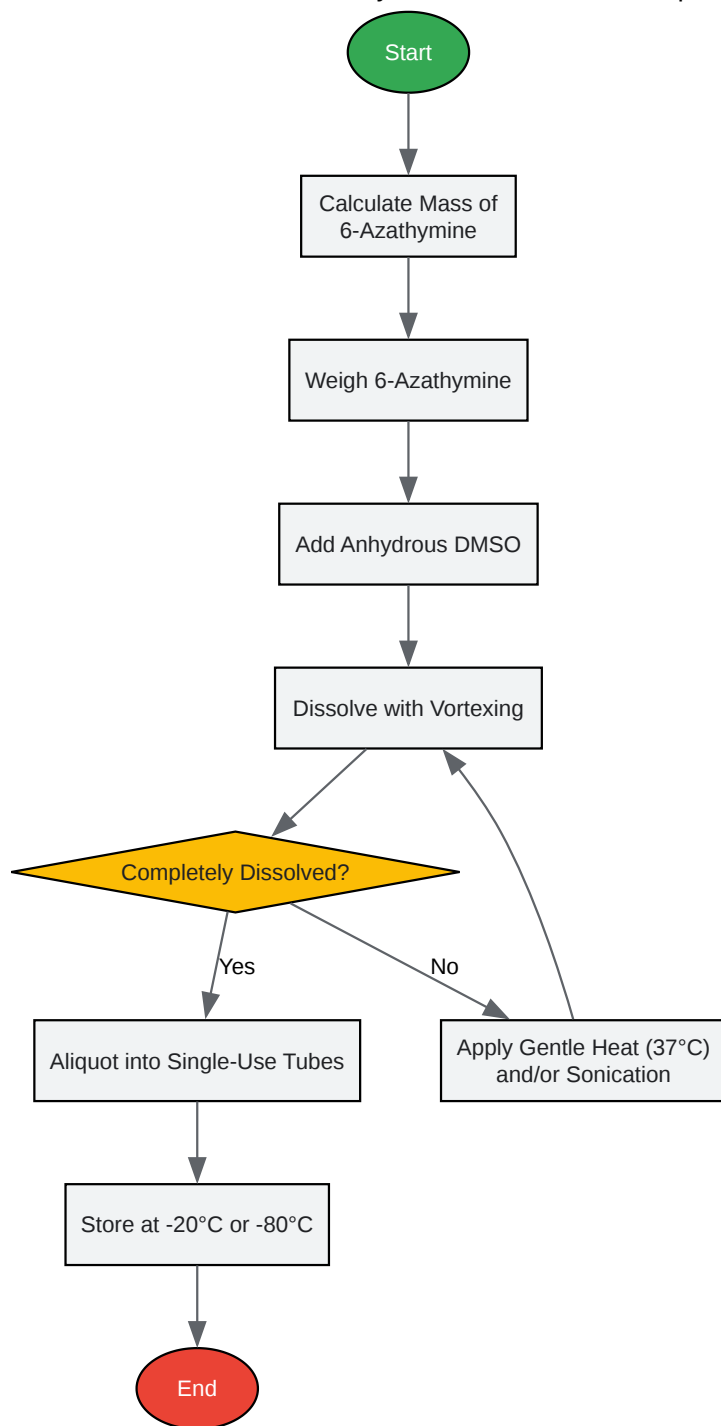 Start
Calculate Mass of
6-Azathymine
Weigh 6-Azathymine
Add Anhydrous DMSO
Dissolve with Vortexing
Completely Dissolved?
Yes
No
Aliquot into Single-Use Tubes
Apply Gentle Heat (37°C)
and/or Sonication
Store at -20°C or -80°C
End